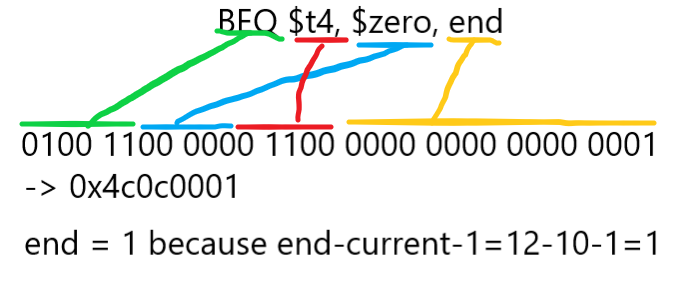 BEQ $t4, $zero, end
0100 1100 0000 1100 0000 0000 0000 0001
-> 0x4c0c0001
end = 1 because end-current-1=12-10-1=1